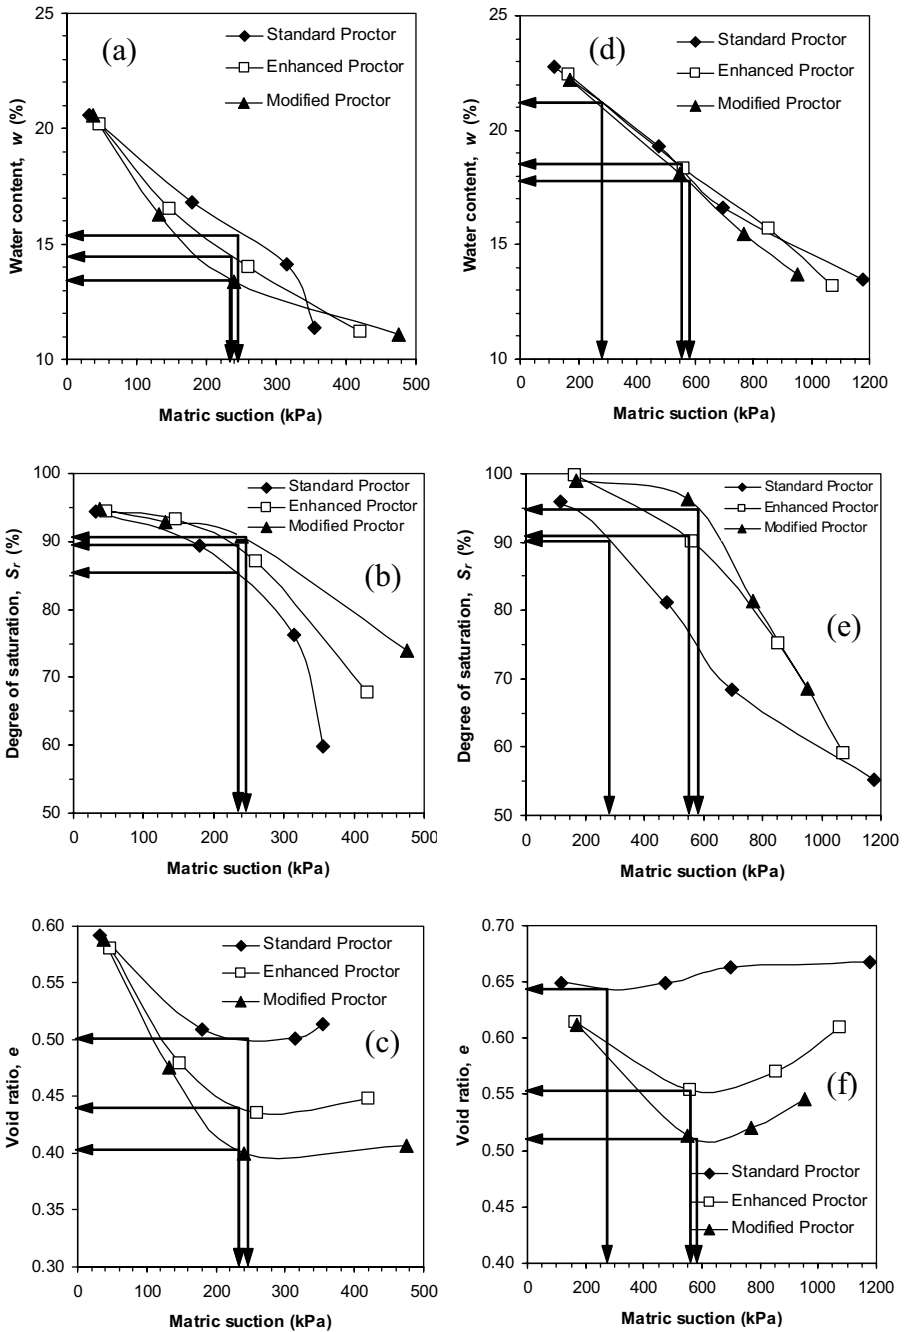 (a)
Standard Proctor
Enhanced Proctor
Modified Proctor
25
20
15
10
Water content, w (%)
0 100 200 300 400 500
Matric suction (kPa)
(d)
Standard Proctor
Enhanced Proctor
Modified Proctor
25
20
15
10
Water content, w (%)
0 200 400 600 800 1000 1200
Matric suction (kPa)
(b)
Standard Proctor
Enhanced Proctor
Modified Proctor
100
90
80
70
60
50
Degree of saturation, Sr (%)
0 100 200 300 400 500
Matric suction (kPa)
(e)
Standard Proctor
Enhanced Proctor
Modified Proctor
100
90
80
70
60
50
Degree of saturation, Sr (%)
0 200 400 600 800 1000 1200
Matric suction (kPa)
(c)
Standard Proctor
Enhanced Proctor
Modified Proctor
0.60
0.50
0.45
0.40
0.35
0.30
Void ratio, e
0 100 200 300 400 500
Matric suction (kPa)
(f)
Standard Proctor
Enhanced Proctor
Modified Proctor
0.70
0.65
0.60
0.55
0.50
0.45
0.40
Void ratio, e
0 200 400 600 800 1000 1200
Matric suction (kPa)